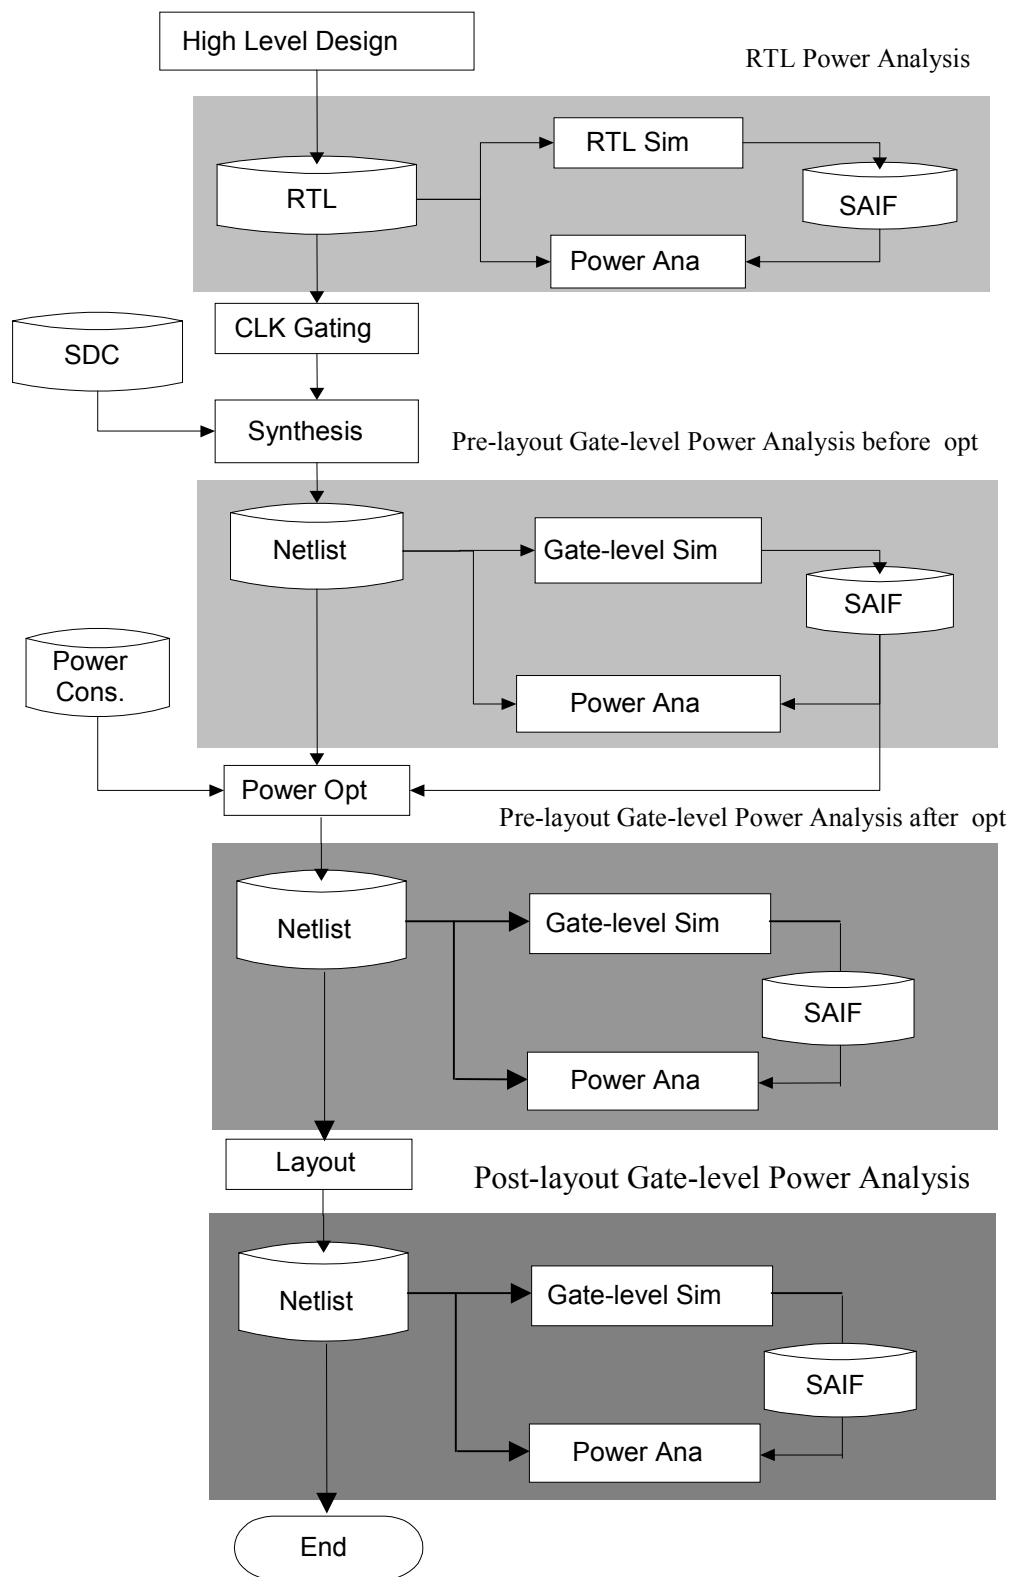 High Level Design
RTL Power Analysis
RTL Sim
RTL
SAIF
Power Ana
CLK Gating
SDC
Synthesis
Pre-layout Gate-level Power Analysis before opt
Netlist
Gate-level Sim
SAIF
Power
Cons.
Power Ana
Power Opt
Pre-layout Gate-level Power Analysis after opt
Netlist
Gate-level Sim
SAIF
Power Ana
Layout
Post-layout Gate-level Power Analysis
Netlist
Gate-level Sim
SAIF
Power Ana
End